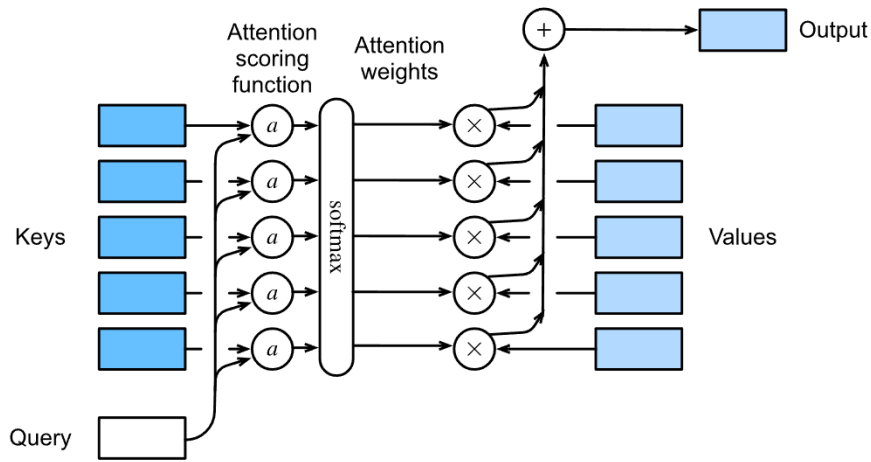 Attention
scoring
function
Attention
weights
+
Output
a
×
a
×
Keys
a
softmax
×
Values
a
×
a
×
Query